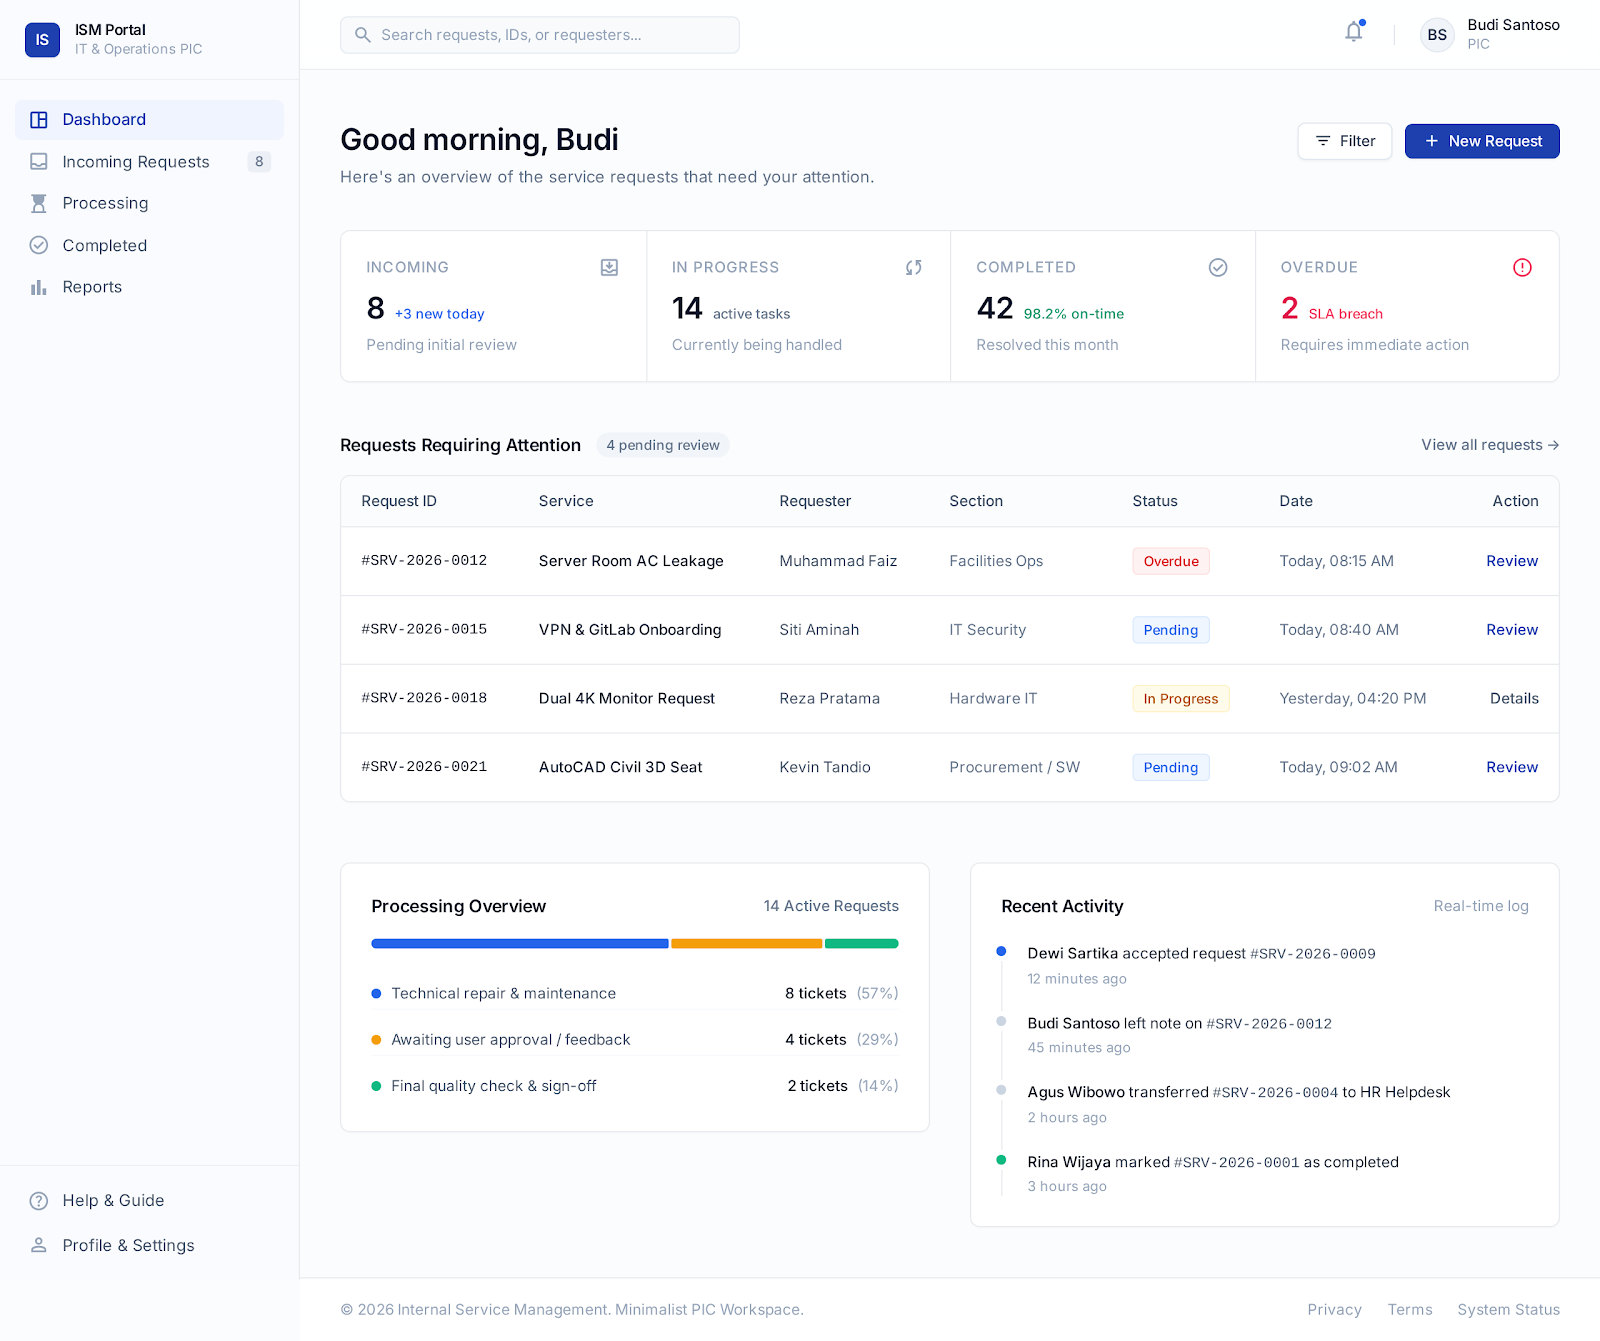 IS
ISM Portal
IT & Operations PIC
Dashboard
Incoming Requests 8
Processing
Completed
Reports
Help & Guide
Profile & Settings
Search requests, IDs, or requesters...
BS
Budi Santoso
PIC
Good morning, Budi
Here's an overview of the service requests that need your attention.
Filter
+ New Request
INCOMING
8 +3 new today
Pending initial review
IN PROGRESS
14 active tasks
Currently being handled
COMPLETED
42 98.2% on-time
Resolved this month
OVERDUE
2 SLA breach
Requires immediate action
Requests Requiring Attention 4 pending review View all requests →
Request ID Service Requester Section Status Date Action
#SRV-2026-0012 Server Room AC Leakage Muhammad Faiz Facilities Ops Overdue Today, 08:15 AM Review
#SRV-2026-0015 VPN & GitLab Onboarding Siti Aminah IT Security Pending Today, 08:40 AM Review
#SRV-2026-0018 Dual 4K Monitor Request Reza Pratama Hardware IT In Progress Yesterday, 04:20 PM Details
#SRV-2026-0021 AutoCAD Civil 3D Seat Kevin Tandio Procurement / SW Pending Today, 09:02 AM Review
Processing Overview 14 Active Requests
Technical repair & maintenance 8 tickets (57%)
Awaiting user approval / feedback 4 tickets (29%)
Final quality check & sign-off 2 tickets (14%)
Recent Activity Real-time log
Dewi Sartika accepted request #SRV-2026-0009
12 minutes ago
Budi Santoso left note on #SRV-2026-0012
45 minutes ago
Agus Wibowo transferred #SRV-2026-0004 to HR Helpdesk
2 hours ago
Rina Wijaya marked #SRV-2026-0001 as completed
3 hours ago
© 2026 Internal Service Management. Minimalist PIC Workspace.
Privacy Terms System Status